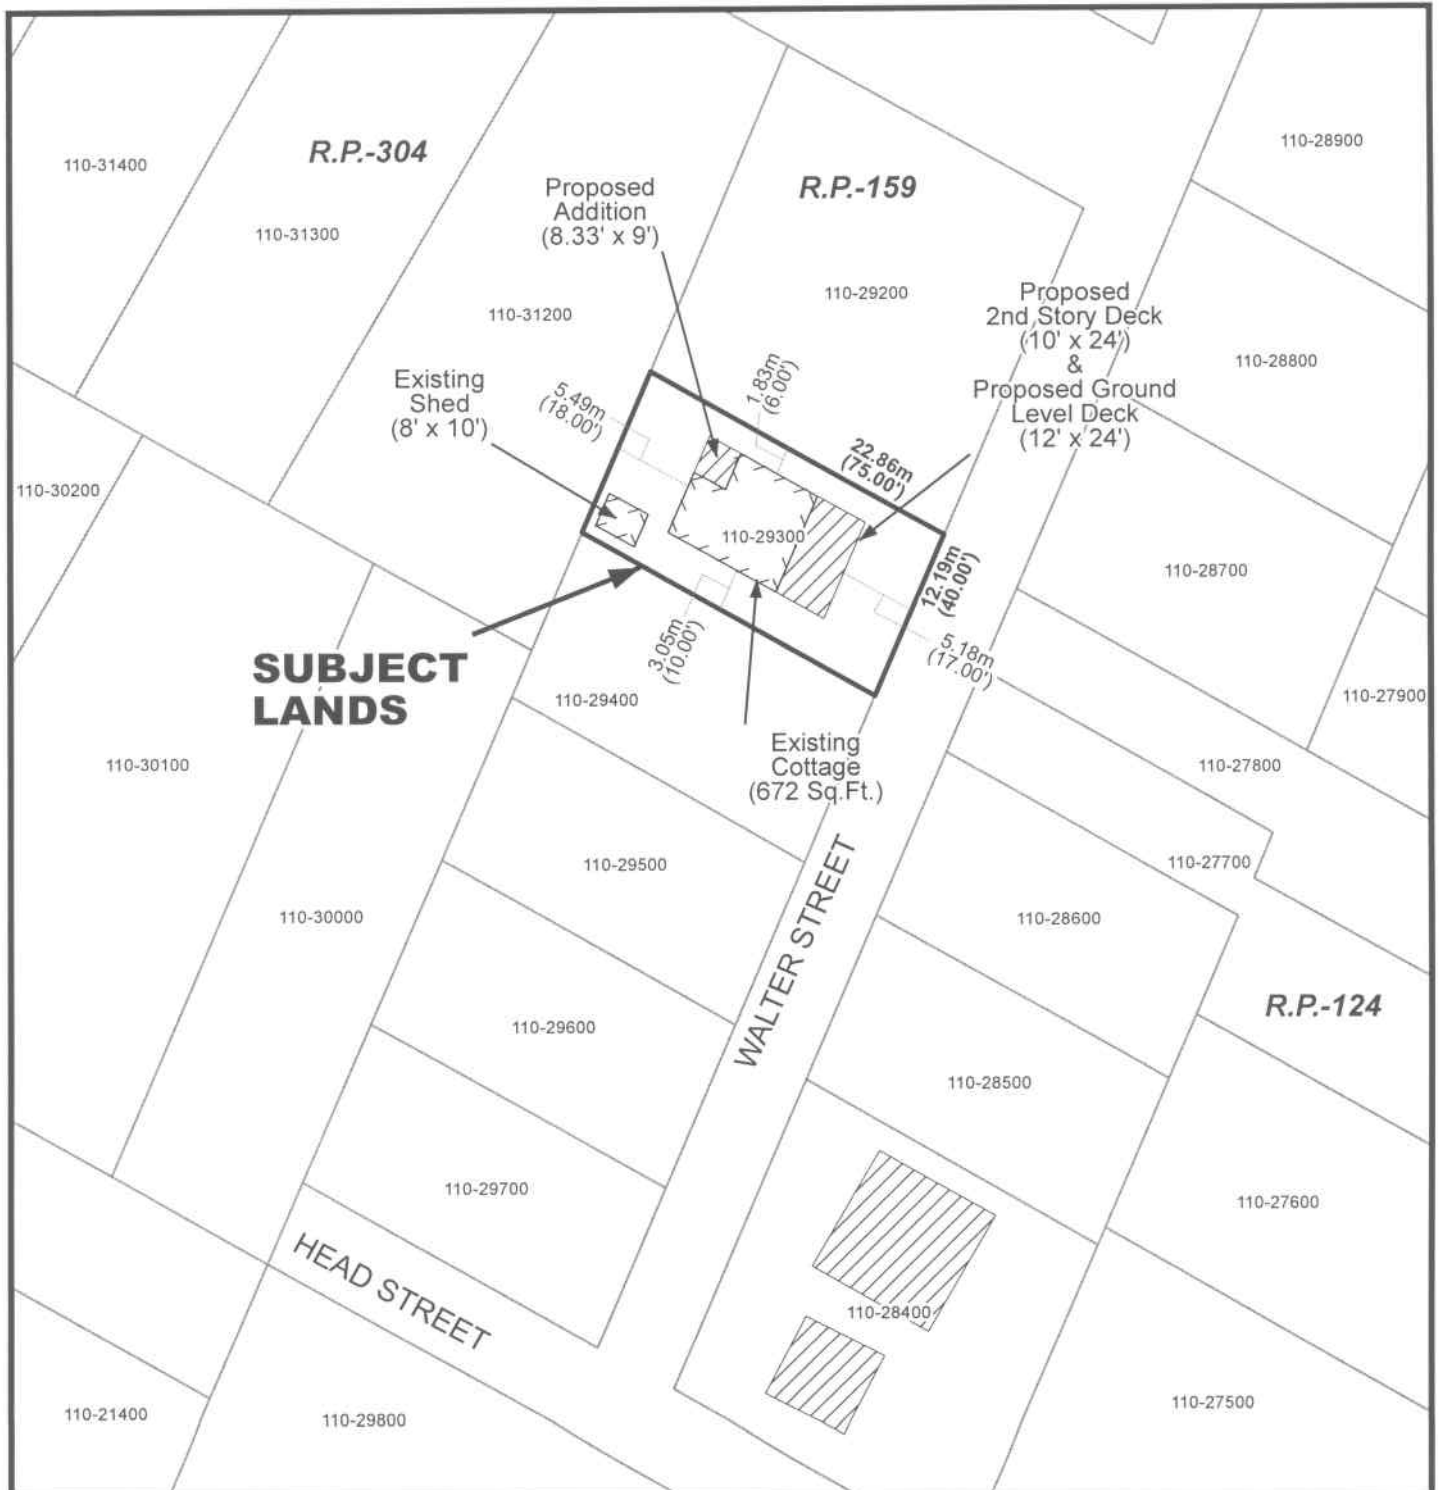 110-28900
R.P.-304
110-31400
R.P.-159
Proposed
Addition
(8.33' x 9')
110-31300
110-29200
Proposed
2nd Story Deck
(10' x 24')
&
Proposed Ground
Level Deck
(12' x 24')
110-31200
110-28800
1.83m
(6.00')
Existing
Shed
(8' x 10')
5.49m
(18.00')
22.86m
(75.00')
110-30200
110-29300
12.19m
(40.00')
110-28700
3.05m
(10.00')
5.18m
(17.00')
SUBJECT
LANDS
110-29400
110-27900
Existing
Cottage
(672 Sq.Ft.)
110-30100
110-27800
110-29500
110-27700
WALTER STREET
110-30000
110-28600
R.P.-124
110-29600
110-28500
110-29700
110-27600
HEAD STREET
110-28400
110-21400
110-29800
110-27500